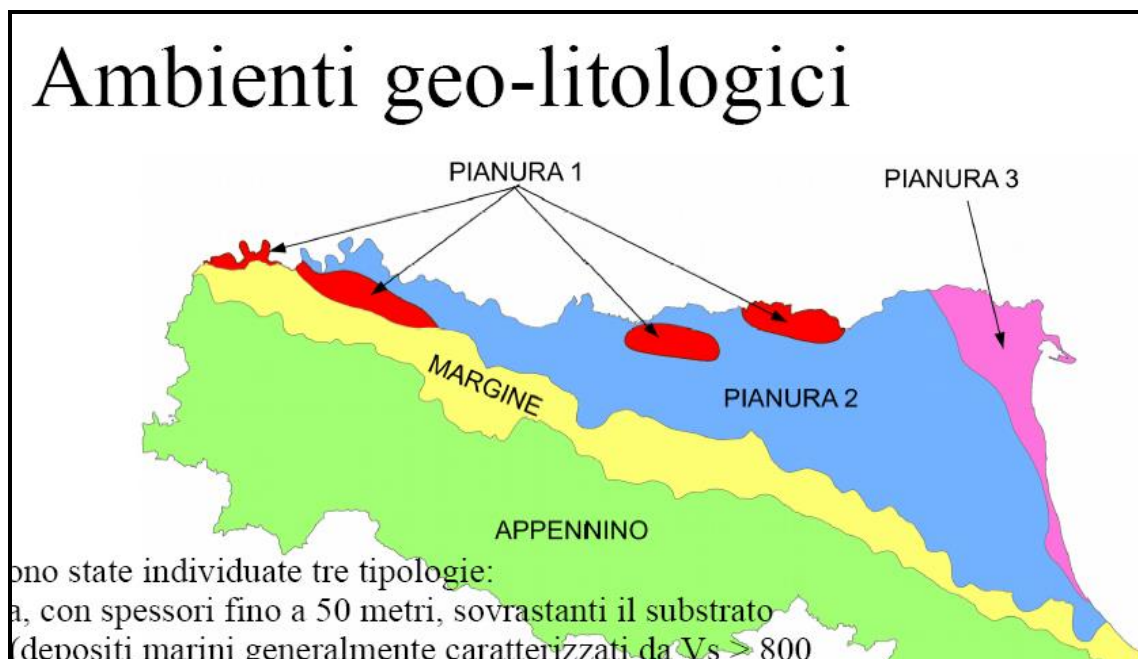 Ambienti geo-litologici
PIANURA 1
PIANURA 3
MARGINE
PIANURA 2
APPENNINO
ono state individuate tre tipologie:
a, con spessori fino a 50 metri, sovrastanti il substrato
(depositi marini generalmente caratterizzati da Vs > 800